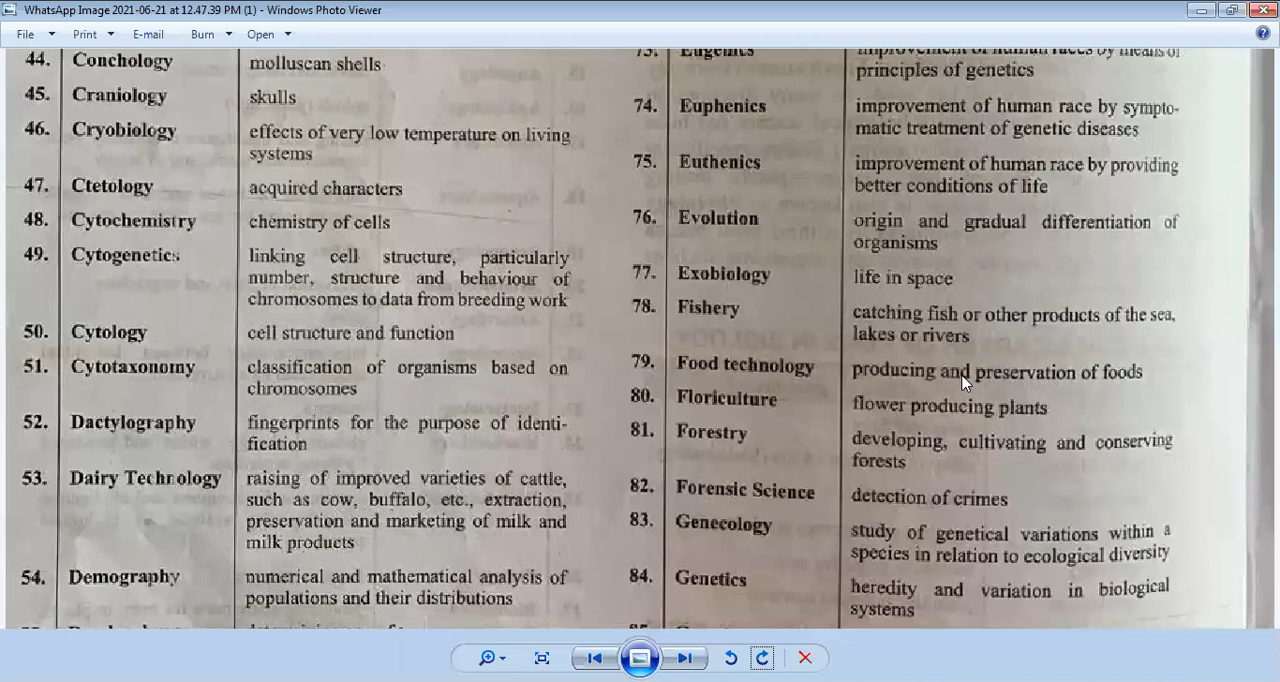 WhatsApp Image 2021-06-21 at 12.47.39 PM (1) - Windows Photo Viewer
File Print E-mail Burn Open
44. Conchology molluscan shells
45. Craniology skulls
46. Cryobiology effects of very low temperature on living
systems
47. Ctetology acquired characters
48. Cytochemistry chemistry of cells
49. Cytogenetics linking cell structure, particularly
number, structure and behaviour of
chromosomes to data from breeding work
50. Cytology cell structure and function
51. Cytotaxonomy classification of organisms based on
chromosomes
52. Dactylography fingerprints for the purpose of identi-
fication
53. Dairy Technology raising of improved varieties of cattle,
such as cow, buffalo, etc., extraction,
preservation and marketing of milk and
milk products
54. Demography numerical and mathematical analysis of
populations and their distributions
73. Eugenics improvement of human races by means of
principles of genetics
74. Euphenics improvement of human race by sympto-
matic treatment of genetic diseases
75. Euthenics improvement of human race by providing
better conditions of life
76. Evolution origin and gradual differentiation of
organisms
77. Exobiology life in space
78. Fishery catching fish or other products of the sea,
lakes or rivers
79. Food technology producing and preservation of foods
80. Floriculture flower producing plants
81. Forestry developing, cultivating and conserving
forests
82. Forensic Science detection of crimes
83. Genecology study of genetical variations within a
species in relation to ecological diversity
84. Genetics heredity and variation in biological
systems